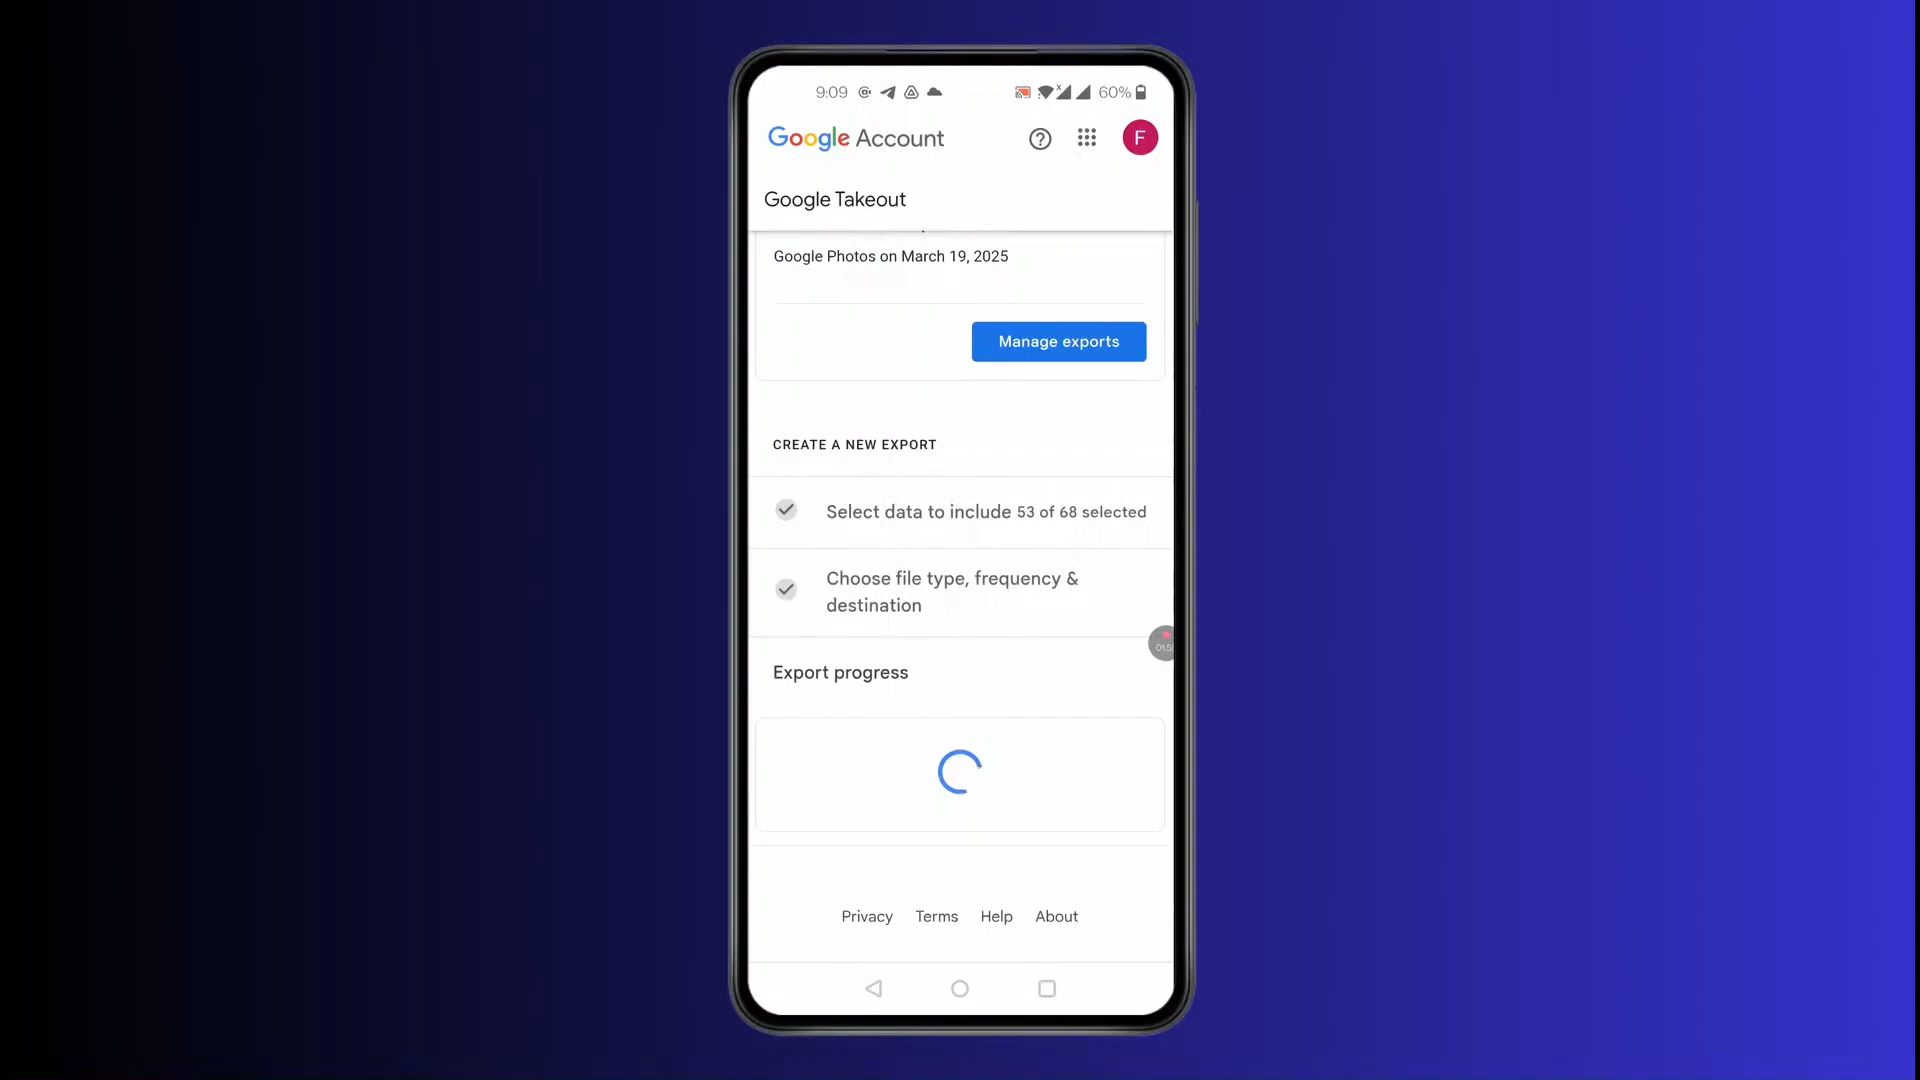 9:09
60%
Google Account
F
Google Takeout
Google Photos on March 19, 2025
Manage exports
CREATE A NEW EXPORT
Select data to include 53 of 68 selected
Choose file type, frequency &
destination
Export progress
Privacy Terms Help About